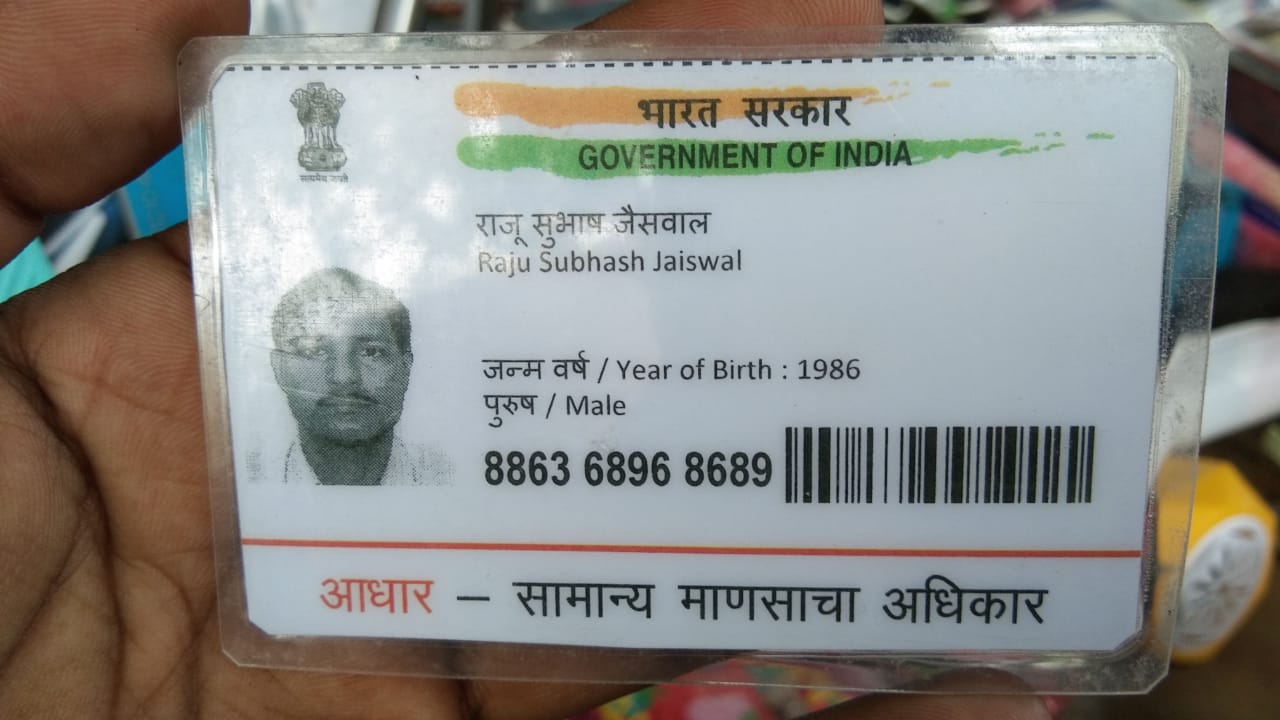 भारत सरकार
GOVERNMENT OF INDIA
सत्यमेव जयते
राजू सुभाष जैसवाल
Raju Subhash Jaiswal
जन्म वर्ष / Year of Birth : 1986
पुरुष / Male
8863 6896 8689
आधार – सामान्य माणसाचा अधिकार